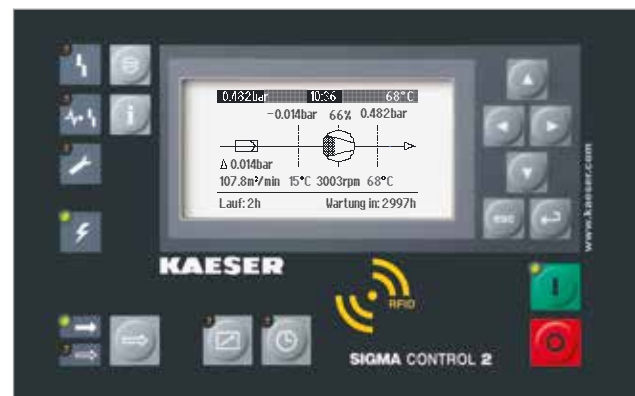 0.482bar 10:36 68°C
-0.014bar 66% 0.482bar
Δ 0.014bar
107.8m³/min 15°C 3003rpm 68°C
Lauf: 2h Wartung in: 2997h
i
esc
www.kaeser.com
KAESER
RFID
I
O
SIGMA CONTROL 2